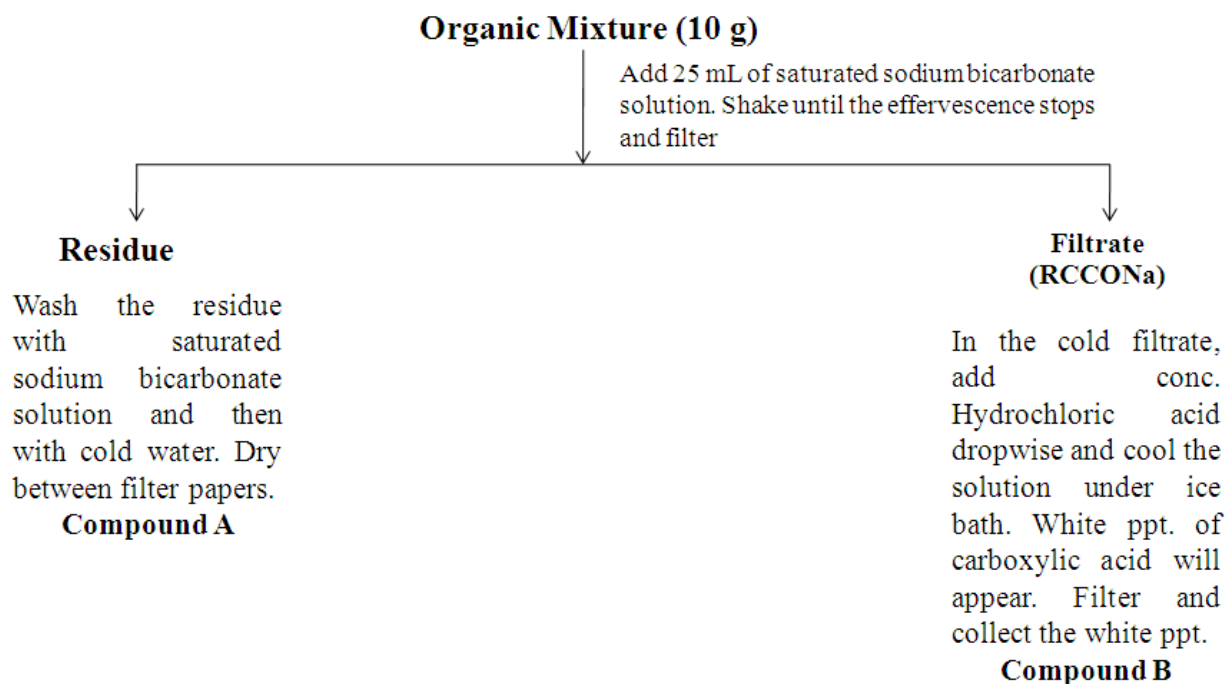 Organic Mixture (10 g)
Add 25 mL of saturated sodium bicarbonate
solution. Shake until the effervescence stops
and filter
Residue
Wash the residue
with saturated
sodium bicarbonate
solution and then
with cold water. Dry
between filter papers.
Compound A
Filtrate
(RCCONa)
In the cold filtrate,
add conc.
Hydrochloric acid
dropwise and cool the
solution under ice
bath. White ppt. of
carboxylic acid will
appear. Filter and
collect the white ppt.
Compound B